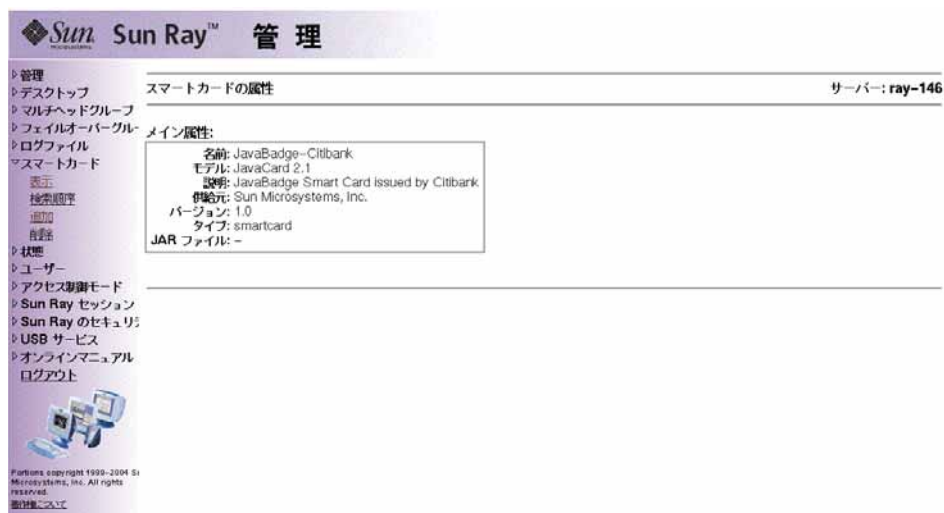 Sun Microsystems Sun Ray™ 管 理
管理
デスクトップ
マルチヘッドグループ
フェイルオーバーグルー
ログファイル
スマートカード
表示
検索順序
追加
削除
状態
ユーザー
アクセス制御モード
Sun Ray セッション
Sun Ray のセキュリ
USB サービス
オンラインマニュアル
ログアウト
Portions copyright 1999-2004 Su
Microsystems, Inc. All rights
reserved.
著作権について
スマートカードの属性
サーバー: ray-146
メイン属性:
名前: JavaBadge-Citibank
モデル: JavaCard 2.1
説明: JavaBadge Smart Card issued by Citibank
供給元: Sun Microsystems, Inc.
バージョン: 1.0
タイプ: smartcard
JAR ファイル: -